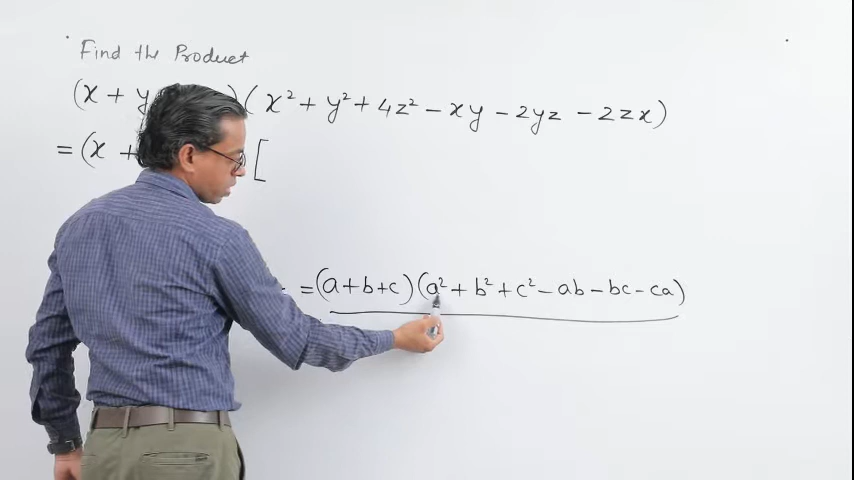 Find the Product
(x + y )(x² + y² + 4z² - xy - 2yz - 2zx)
= (x + [
= (a+b+c)(a² + b² + c² - ab - bc - ca)